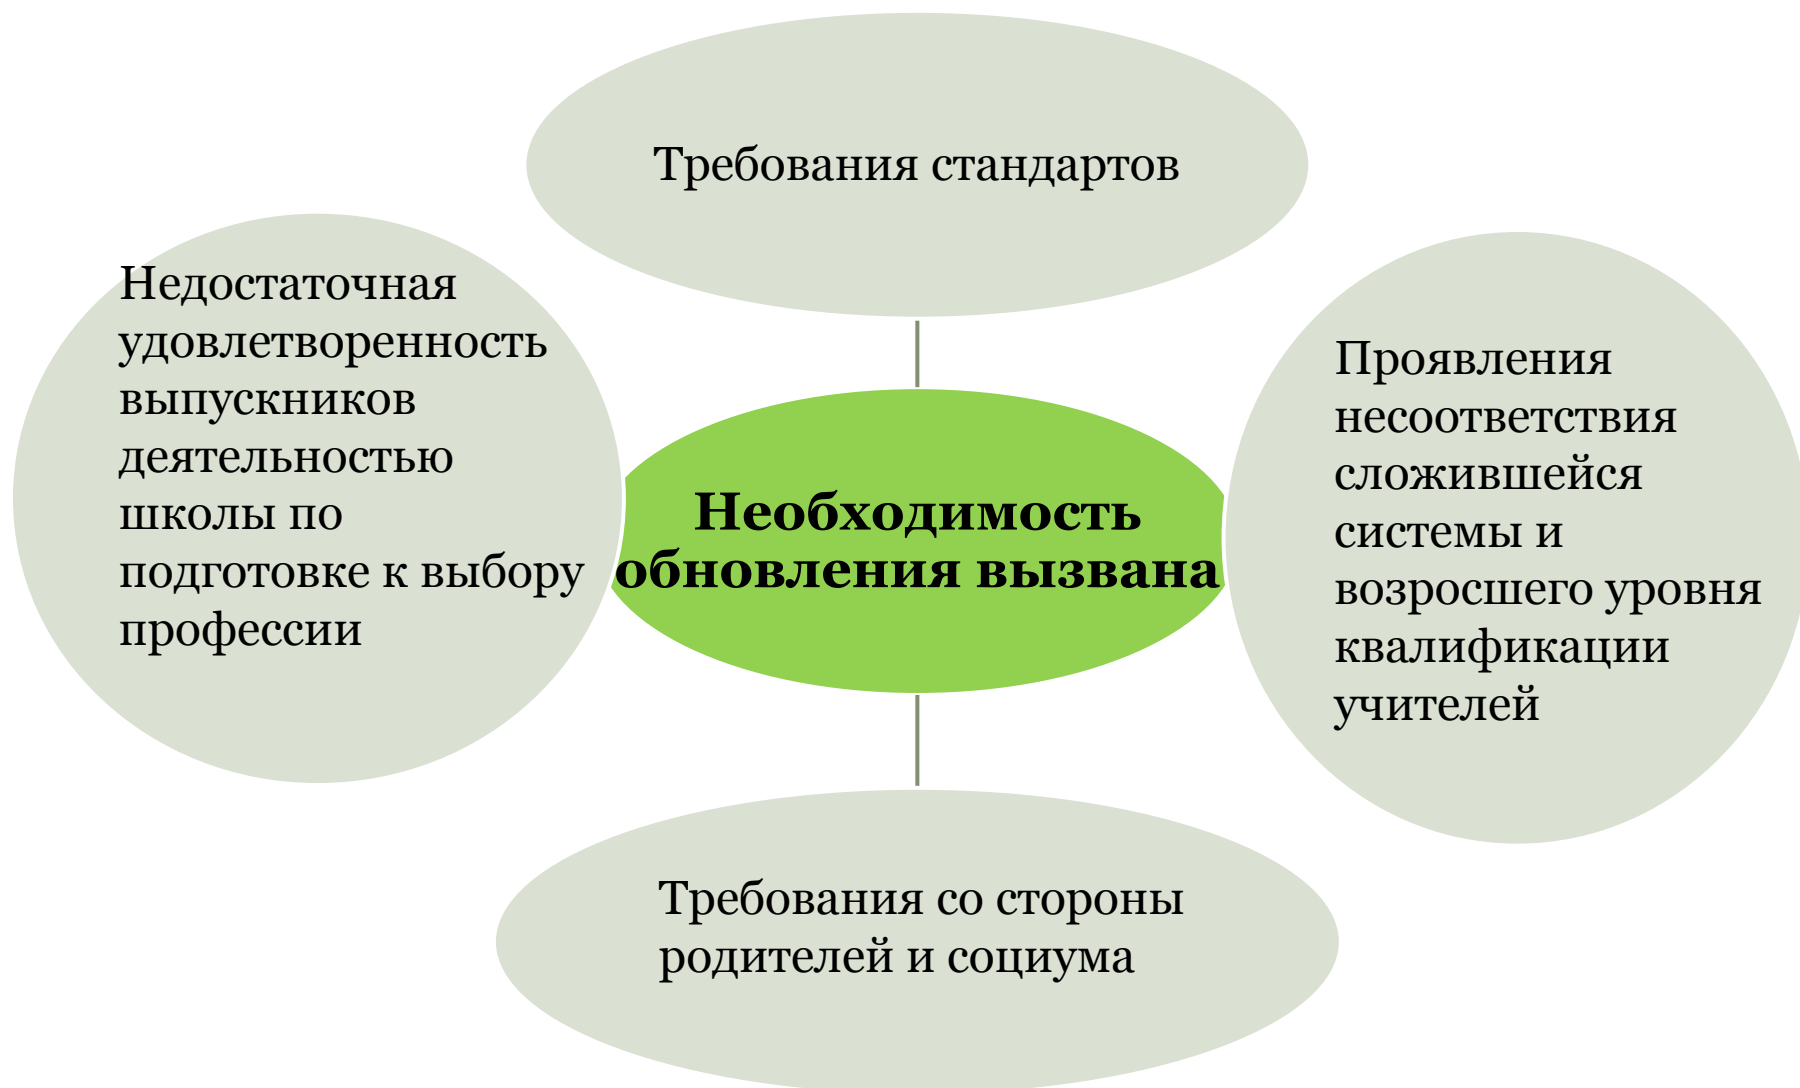 Требования стандартов
Недостаточная
удовлетворенность
выпускников
деятельностью
школы по
подготовке к выбору
профессии
Необходимость
обновления вызвана
Проявления
несоответствия
сложившейся
системы и
возросшего уровня
квалификации
учителей
Требования со стороны
родителей и социума